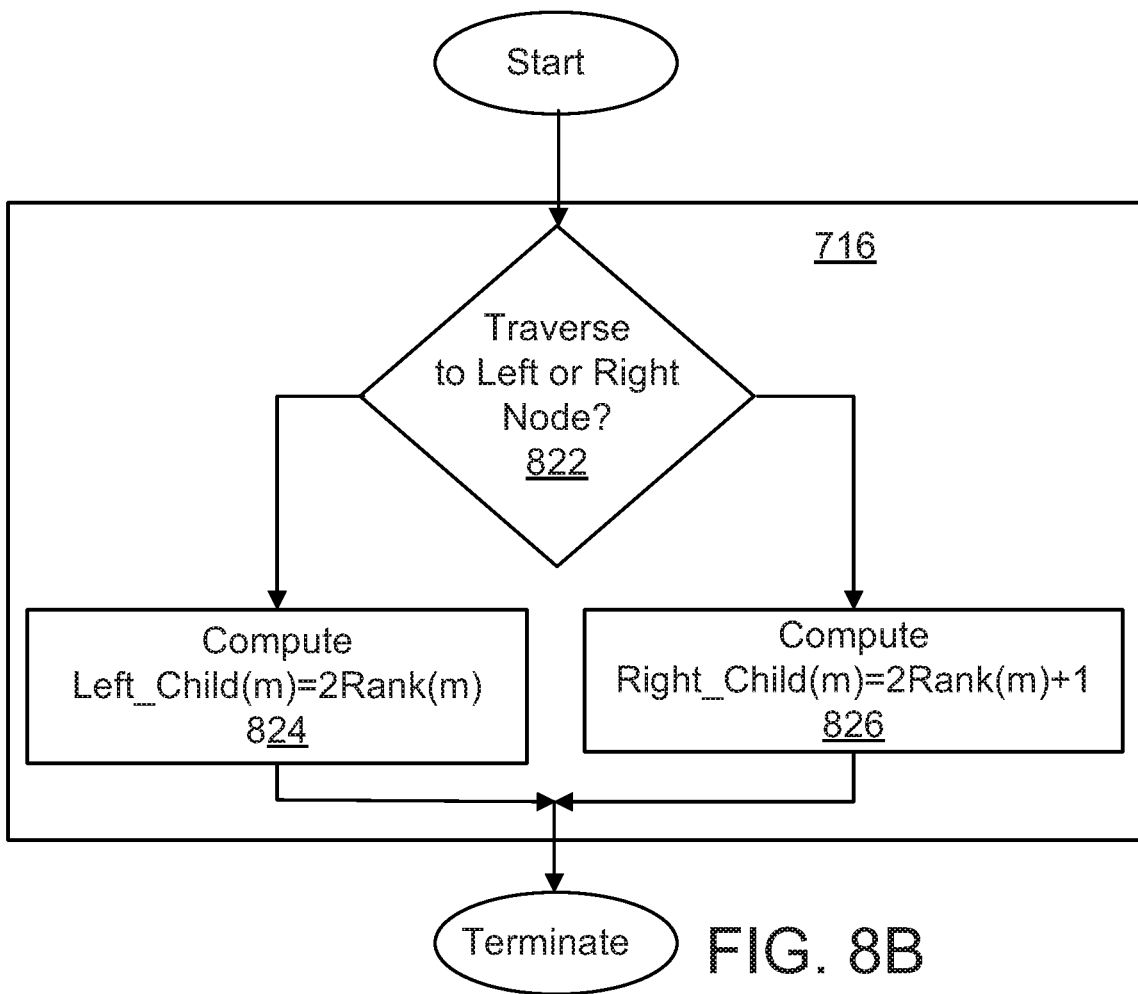 Start
716
Traverse
to Left or Right
Node?
822
Compute
Left_Child(m)=2Rank(m)
824
Compute
Right_Child(m)=2Rank(m)+1
826
Terminate
FIG. 8B